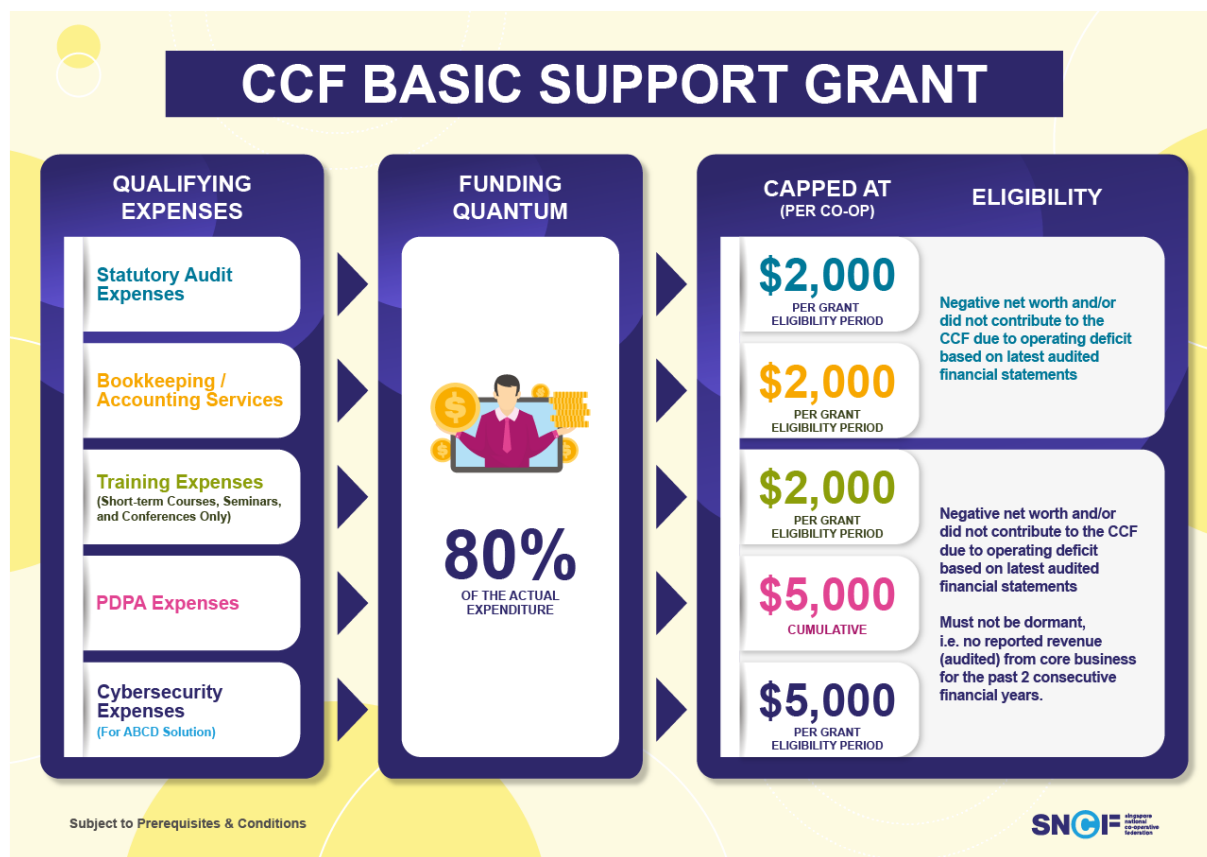 CCF BASIC SUPPORT GRANT
QUALIFYING
EXPENSES
Statutory Audit
Expenses
Bookkeeping /
Accounting Services
Training Expenses
(Short-term Courses, Seminars,
and Conferences Only)
PDPA Expenses
Cybersecurity
Expenses
(For ABCD Solution)
FUNDING
QUANTUM
80%
OF THE ACTUAL
EXPENDITURE
CAPPED AT
(PER CO-OP)
$2,000
PER GRANT
ELIGIBILITY PERIOD
$2,000
PER GRANT
ELIGIBILITY PERIOD
$2,000
PER GRANT
ELIGIBILITY PERIOD
$5,000
CUMULATIVE
$5,000
PER GRANT
ELIGIBILITY PERIOD
ELIGIBILITY
Negative net worth and/or
did not contribute to the
CCF due to operating deficit
based on latest audited
financial statements
Negative net worth and/or
did not contribute to the CCF
due to operating deficit
based on latest audited
financial statements
Must not be dormant,
i.e. no reported revenue
(audited) from core business
for the past 2 consecutive
financial years.
Subject to Prerequisites & Conditions
SNCF
singapore
national
co-operative
federation